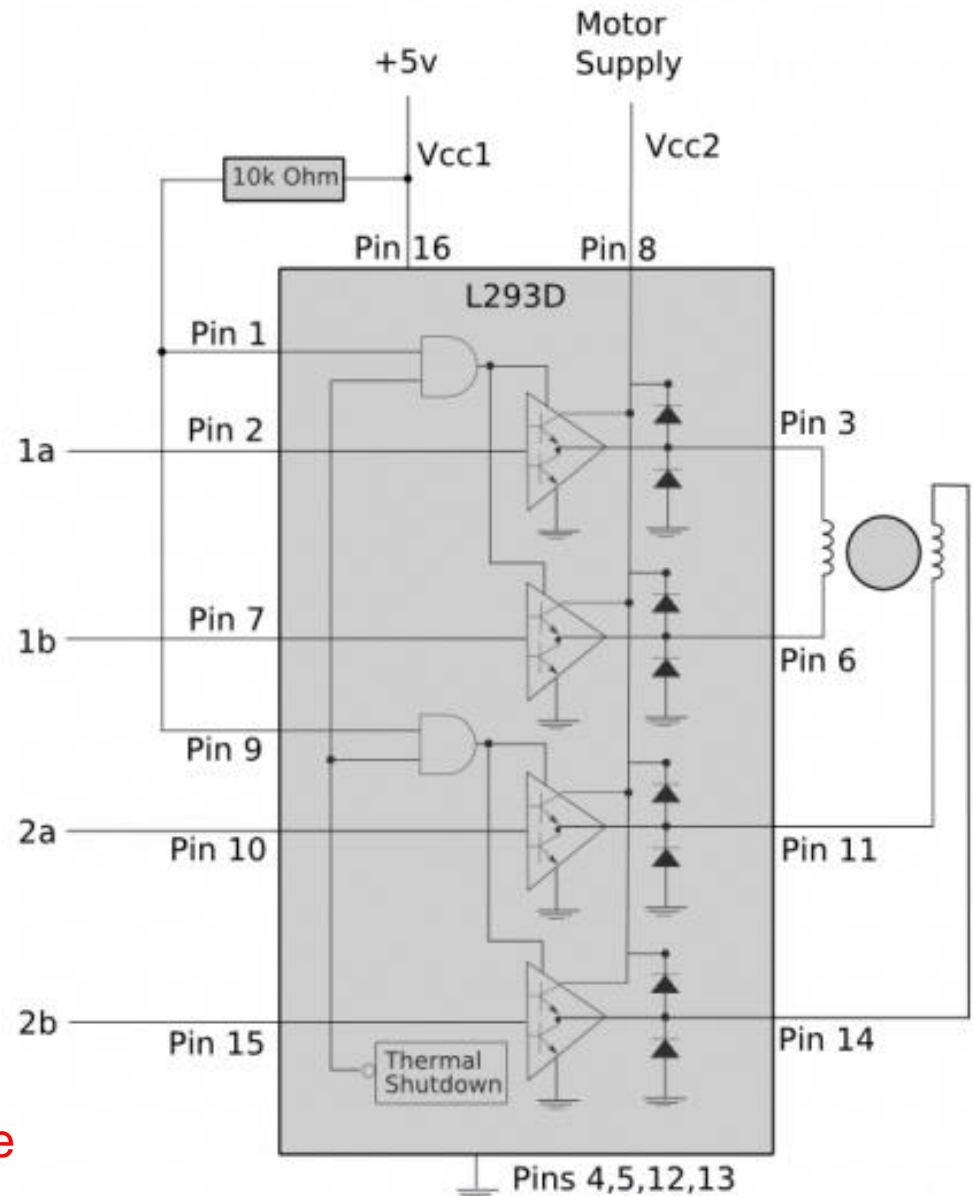 Motor
Supply
+5v
Vcc1
Vcc2
10k Ohm
Pin 16
Pin 8
L293D
Pin 1
Pin 2
Pin 3
1a
Pin 7
1b
Pin 6
Pin 9
2a
Pin 10
Pin 11
2b
Pin 15
Pin 14
Thermal
Shutdown
e
Pins 4,5,12,13